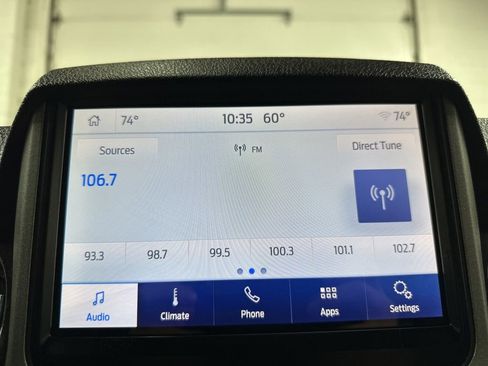 74° 10:35 60° 74°
Sources FM Direct Tune
106.7
93.3 98.7 99.5 100.3 101.1 102.7
Audio Climate Phone Apps Settings